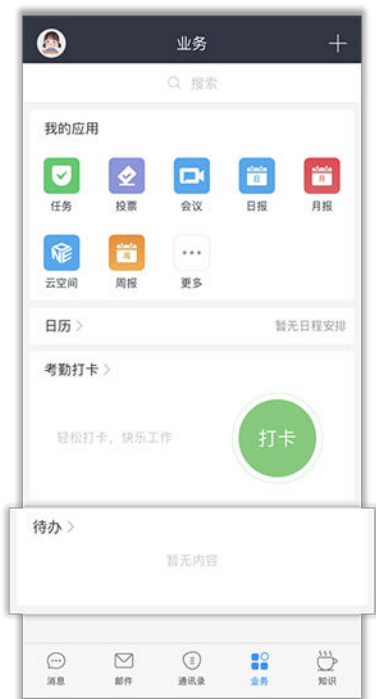 业务
搜索
我的应用
任务 投票 会议 日报 月报
云空间 周报 更多
日历 暂无日程安排
考勤打卡
轻松打卡，快乐工作 打卡
待办
暂无内容
消息 邮件 通讯录 业务 知识